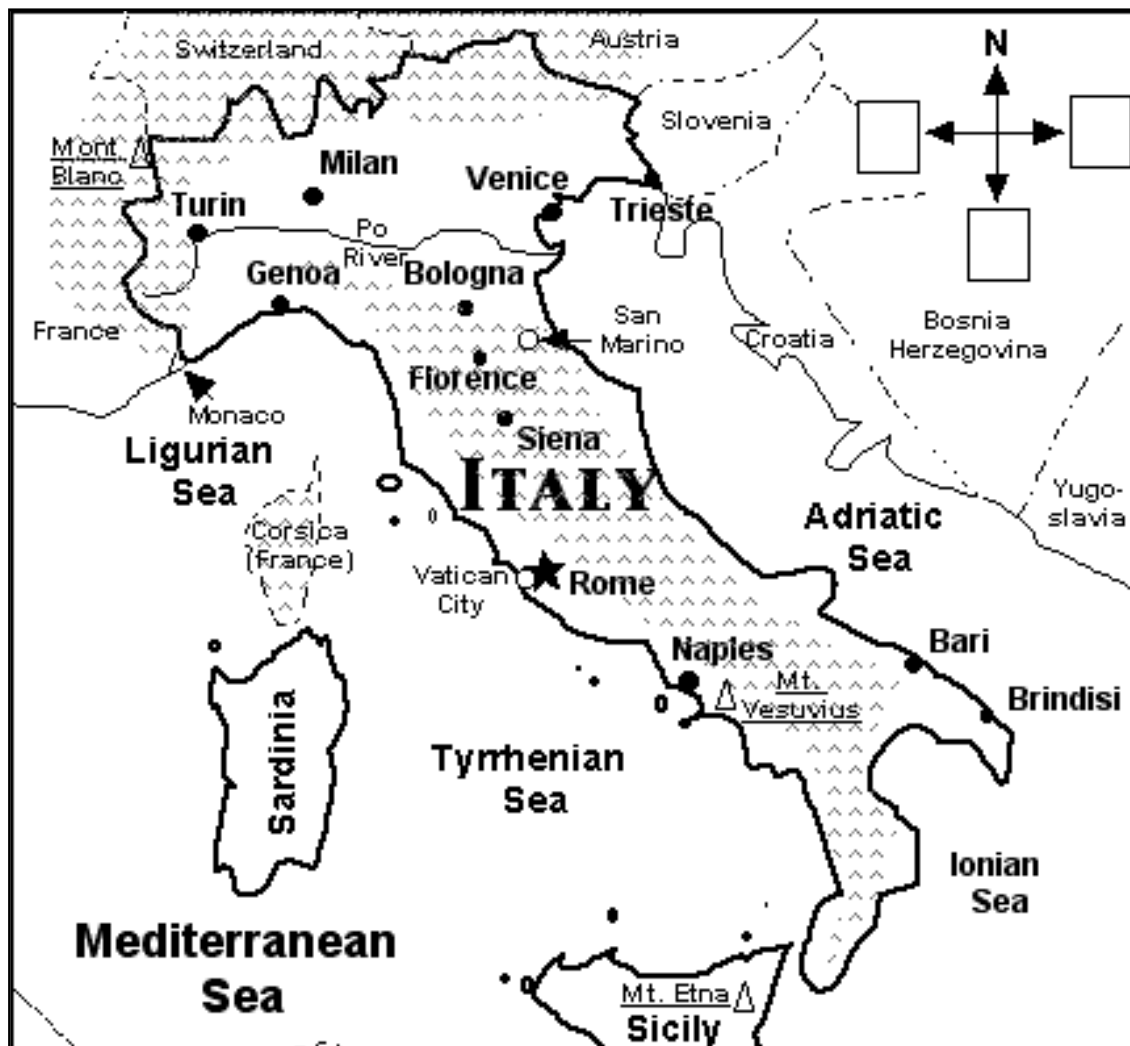 Switzerland
Austria
N
Slovenia
Mont
Blanc
Milan
Venice
Trieste
Turin
Po
River
Genoa
Bologna
San
Marino
France
Croatia
Bosnia
Herzegovina
Florence
Monaco
Siena
Ligurian
Sea
ITALY
Yugo-
slavia
Adriatic
Sea
Corsica
(France)
Vatican
City
Rome
Naples
Bari
Mt.
Vesuvius
Brindisi
Sardinia
Tyrrhenian
Sea
Ionian
Sea
Mediterranean
Sea
Mt. Etna
Sicily